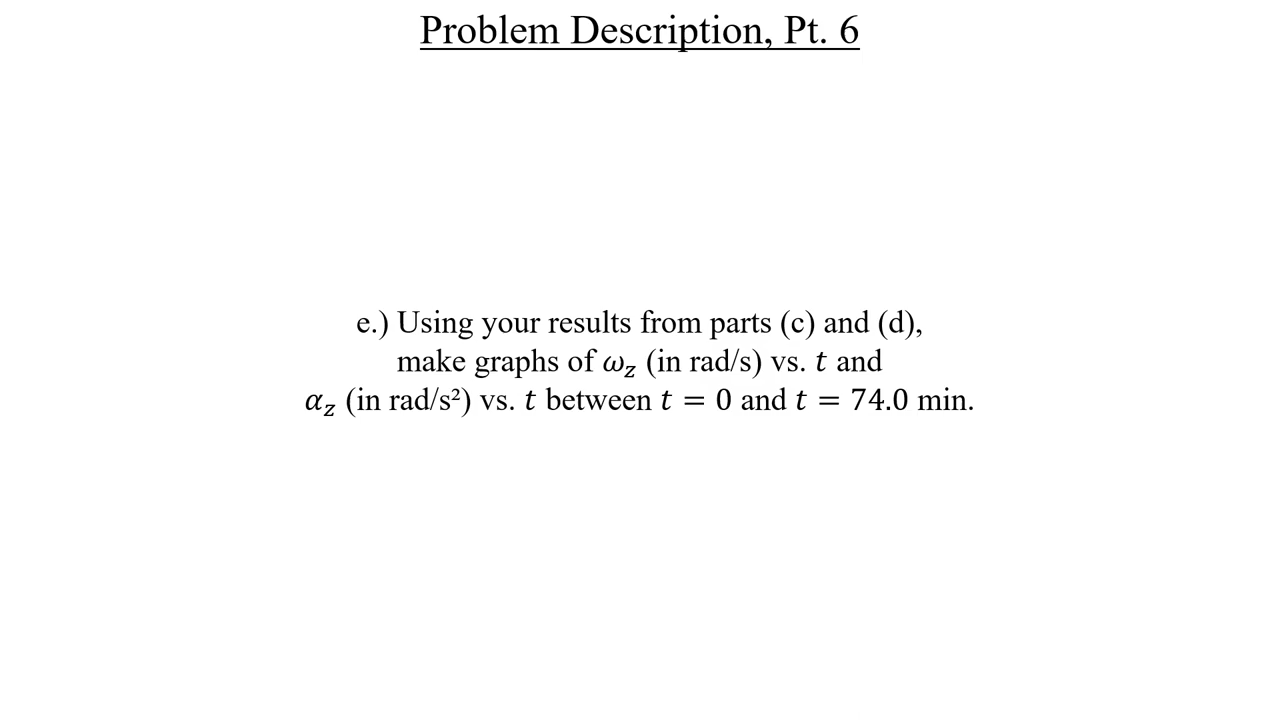 Problem Description, Pt. 6
e.) Using your results from parts (c) and (d),
make graphs of 𝜔𝑧 (in rad/s) vs. 𝑡 and
𝛼𝑧 (in rad/s²) vs. 𝑡 between 𝑡 = 0 and 𝑡 = 74.0 min.